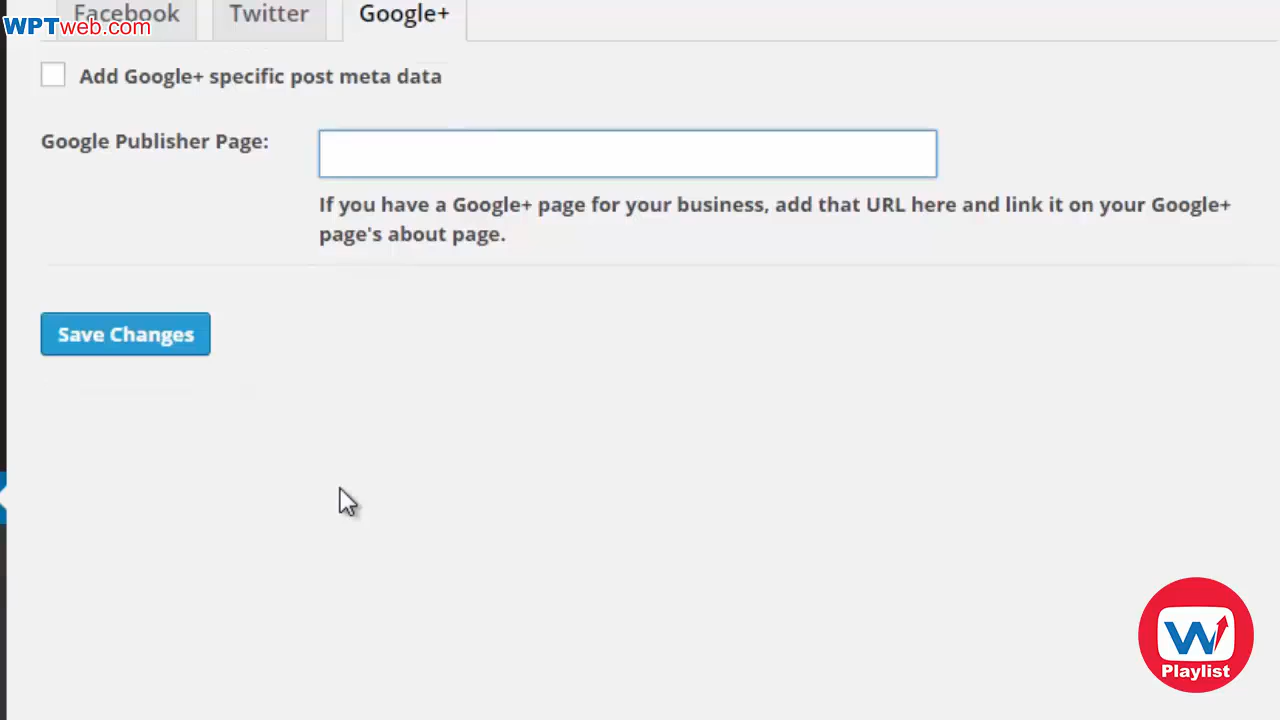 Facebook
Twitter
Google+
WPTweb.com
Add Google+ specific post meta data
Google Publisher Page:
If you have a Google+ page for your business, add that URL here and link it on your Google+
page's about page.
Save Changes
W
Playlist